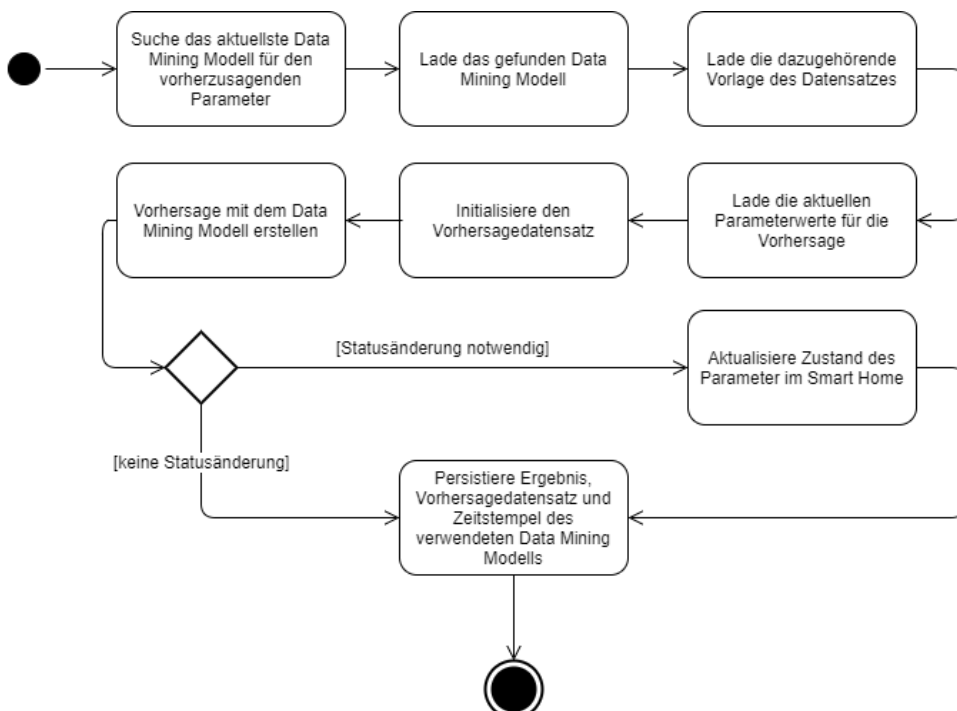 Suche das aktuellste Data
Mining Modell für den
vorherzusagenden
Parameter
Lade das gefunden Data
Mining Modell
Lade die dazugehörende
Vorlage des Datensatzes
Lade die aktuellen
Parameterwerte für die
Vorhersage
Initialisiere den
Vorhersagedatensatz
Vorhersage mit dem Data
Mining Modell erstellen
[Statusänderung notwendig]
Aktualisiere Zustand des
Parameter im Smart Home
[keine Statusänderung]
Persistiere Ergebnis,
Vorhersagedatensatz und
Zeitstempel des
verwendeten Data Mining
Modells